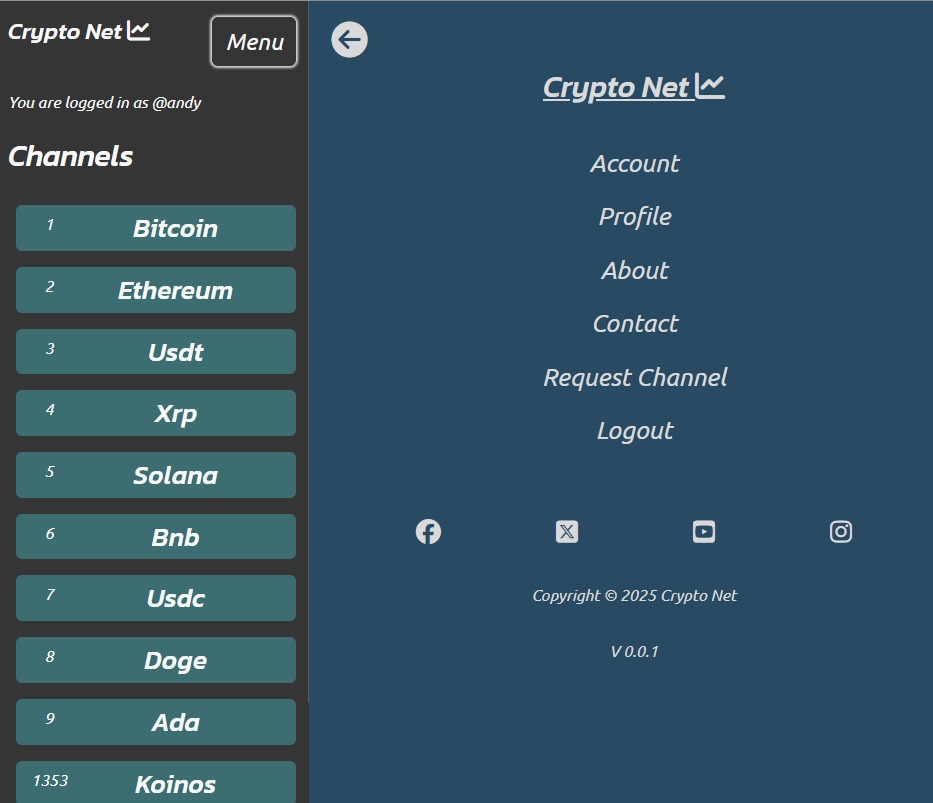 Crypto Net
Menu
You are logged in as @andy
Channels
1 Bitcoin
2 Ethereum
3 Usdt
4 Xrp
5 Solana
6 Bnb
7 Usdc
8 Doge
9 Ada
1353 Koinos
Crypto Net
Account
Profile
About
Contact
Request Channel
Logout
Copyright © 2025 Crypto Net
V 0.0.1